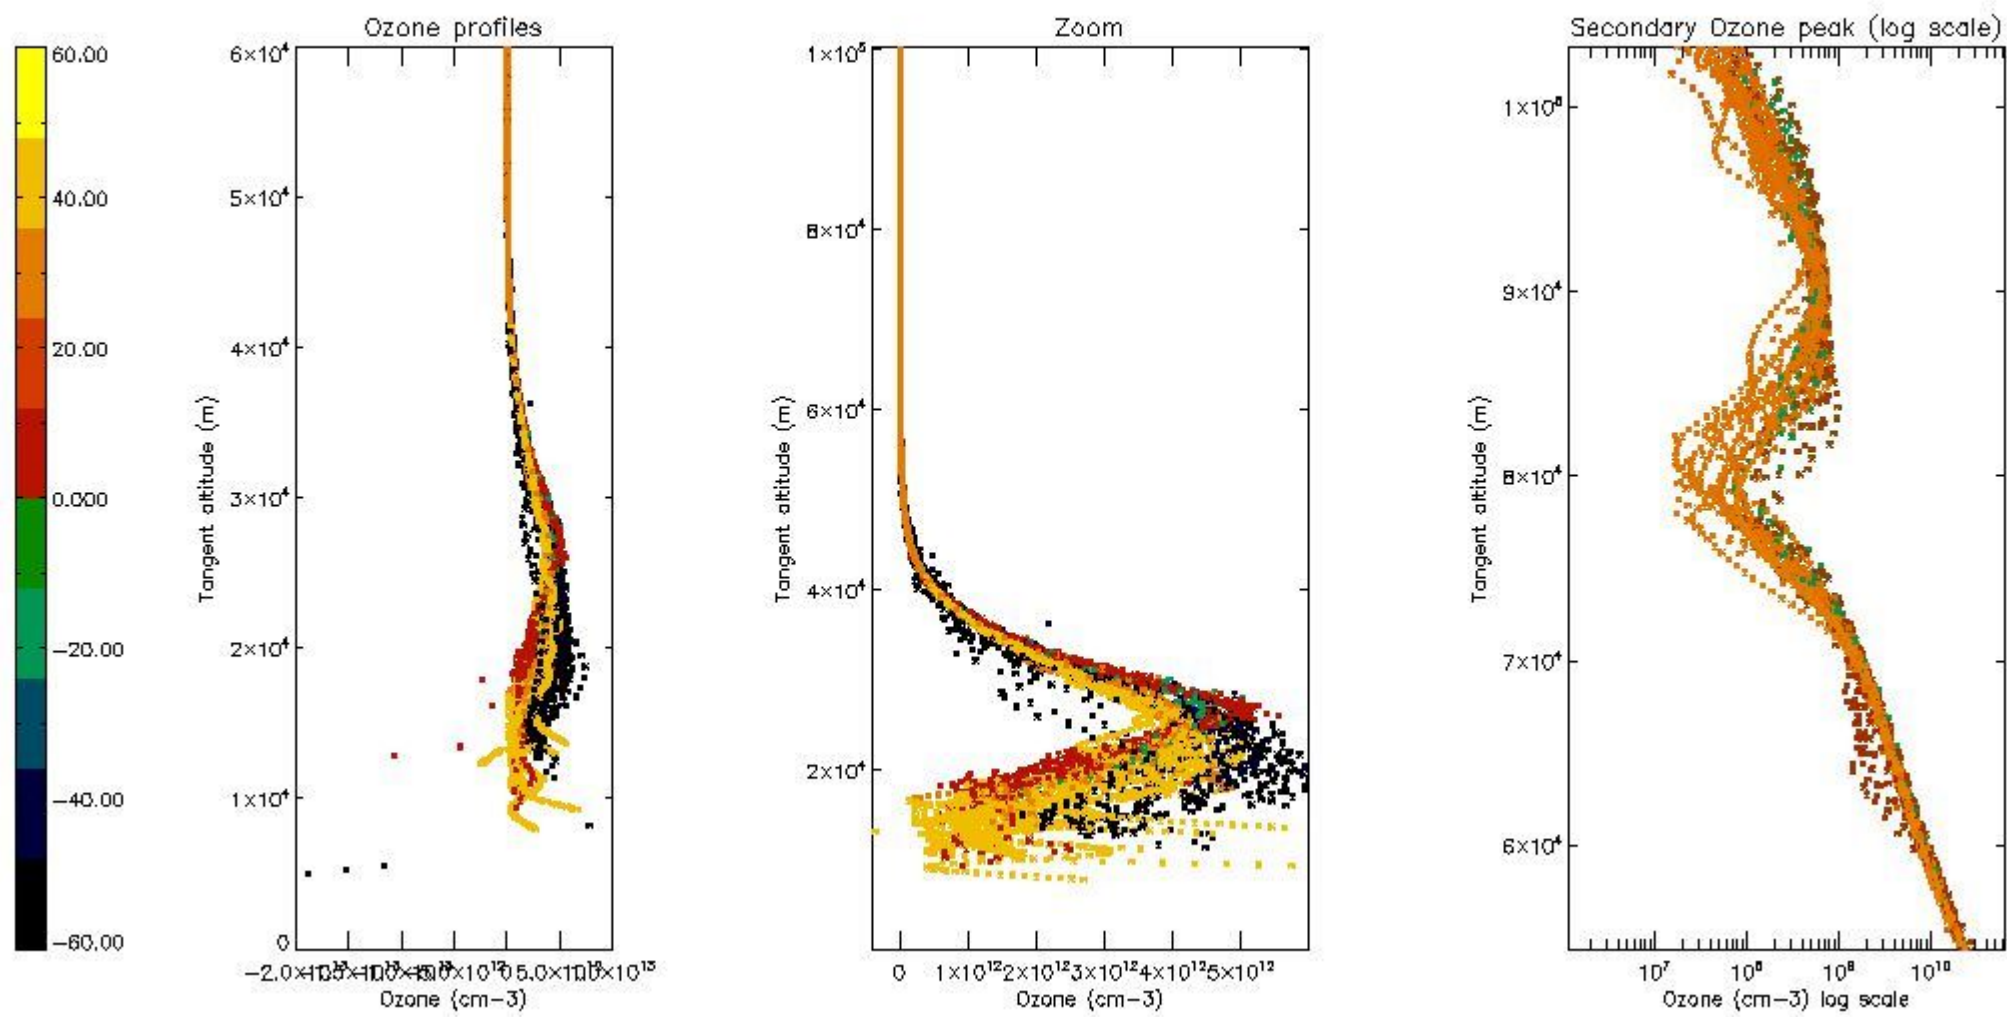 Ozone profiles
Zoom
Secondary Ozone peak (log scale)
60.00
40.00
20.00
−20.00
−40.00
−60.00
Tangent altitude (m)
6×10⁴
5×10⁴
4×10⁴
3×10⁴
2×10⁴
1×10⁴
0
5.0×10¹²
Ozone (cm−3)
Tangent altitude (m)
1×10⁵
8×10⁴
6×10⁴
4×10⁴
2×10⁴
0 1×10¹² 2×10¹² 3×10¹² 4×10¹² 5×10¹²
Ozone (cm−3)
Tangent altitude (m)
9×10⁴
8×10⁴
7×10⁴
6×10⁴
10⁷ 10⁸ 10⁹ 10¹⁰
Ozone (cm−3) log scale